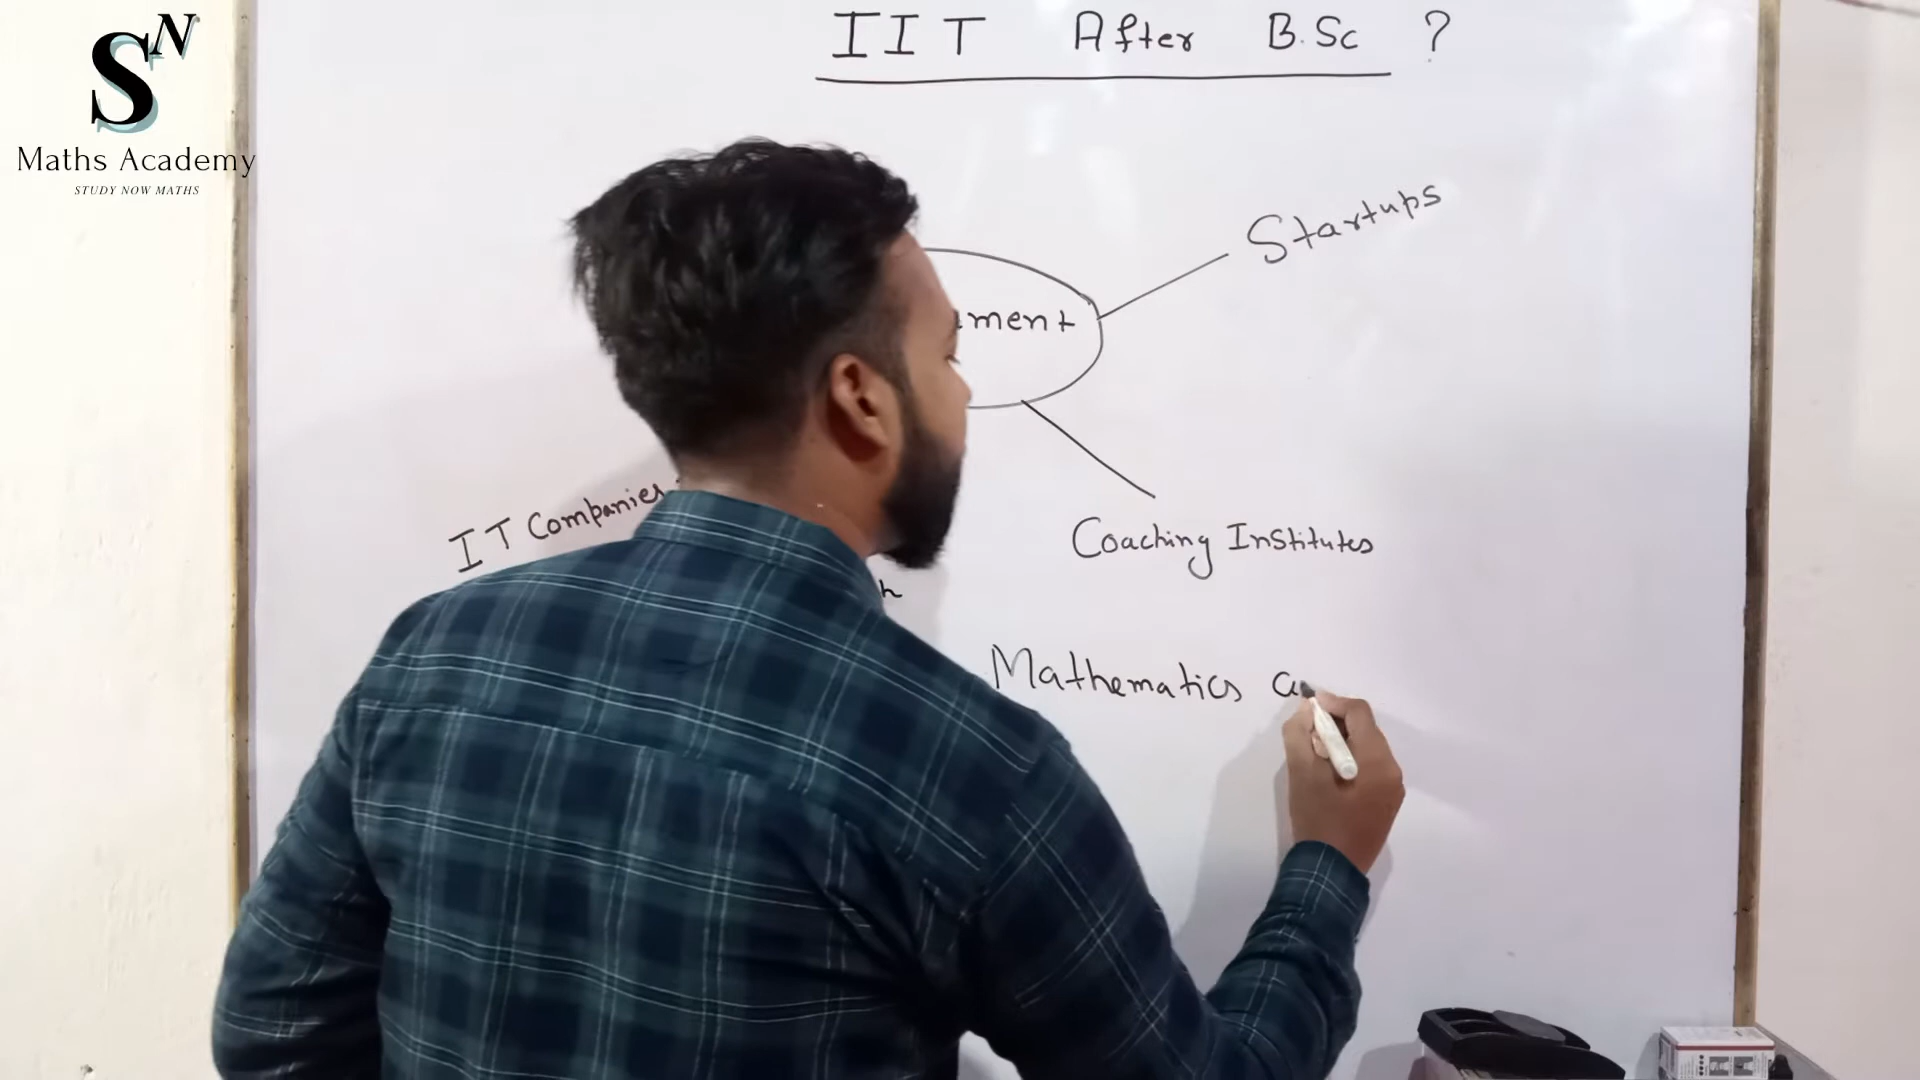 SN
Maths Academy
STUDY NOW MATHS
IIT After B.Sc ?
Startups
ment
IT Companies
Coaching Institutes
h
Mathematics a